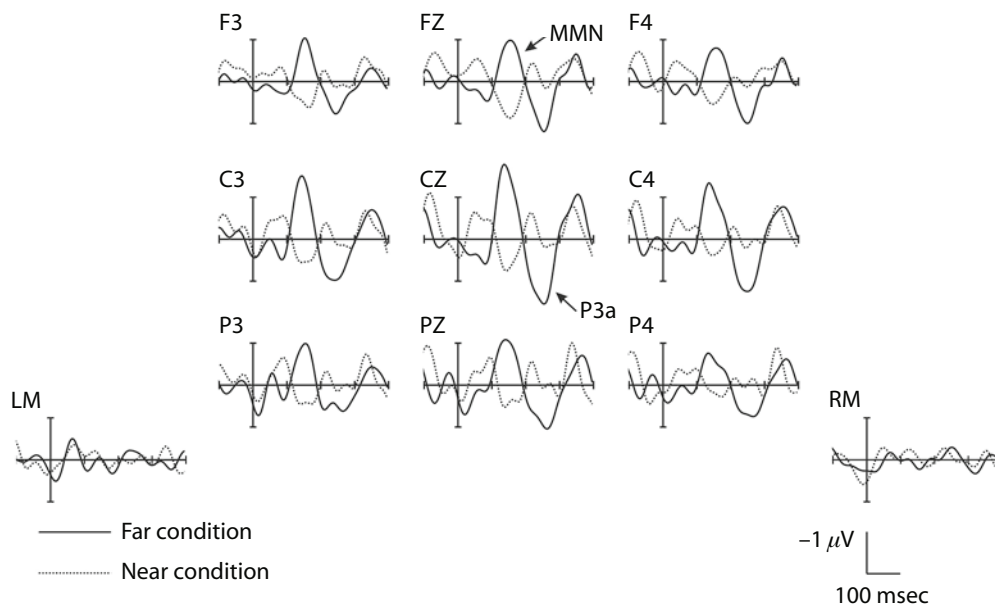 F3
FZ
F4
MMN
C3
CZ
C4
P3a
P3
PZ
P4
LM
RM
Far condition
Near condition
–1 μV
100 msec